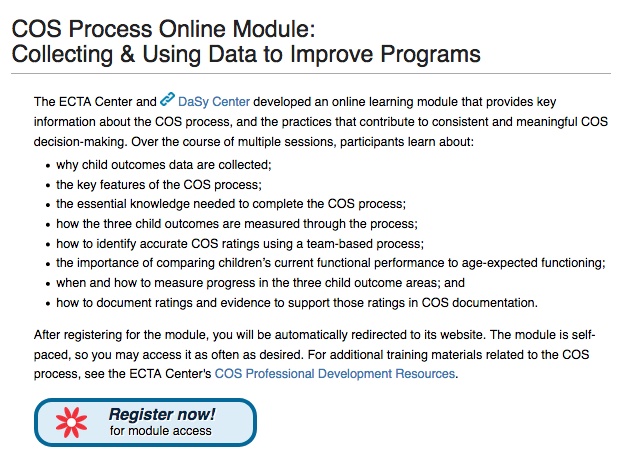 COS Process Online Module:
Collecting & Using Data to Improve Programs
The ECTA Center and DaSy Center developed an online learning module that provides key
information about the COS process, and the practices that contribute to consistent and meaningful COS
decision-making. Over the course of multiple sessions, participants learn about:
• why child outcomes data are collected;
• the key features of the COS process;
• the essential knowledge needed to complete the COS process;
• how the three child outcomes are measured through the process;
• how to identify accurate COS ratings using a team-based process;
• the importance of comparing children's current functional performance to age-expected functioning;
• when and how to measure progress in the three child outcome areas; and
• how to document ratings and evidence to support those ratings in COS documentation.
After registering for the module, you will be automatically redirected to its website. The module is self-
paced, so you may access it as often as desired. For additional training materials related to the COS
process, see the ECTA Center's COS Professional Development Resources.
Register now!
for module access